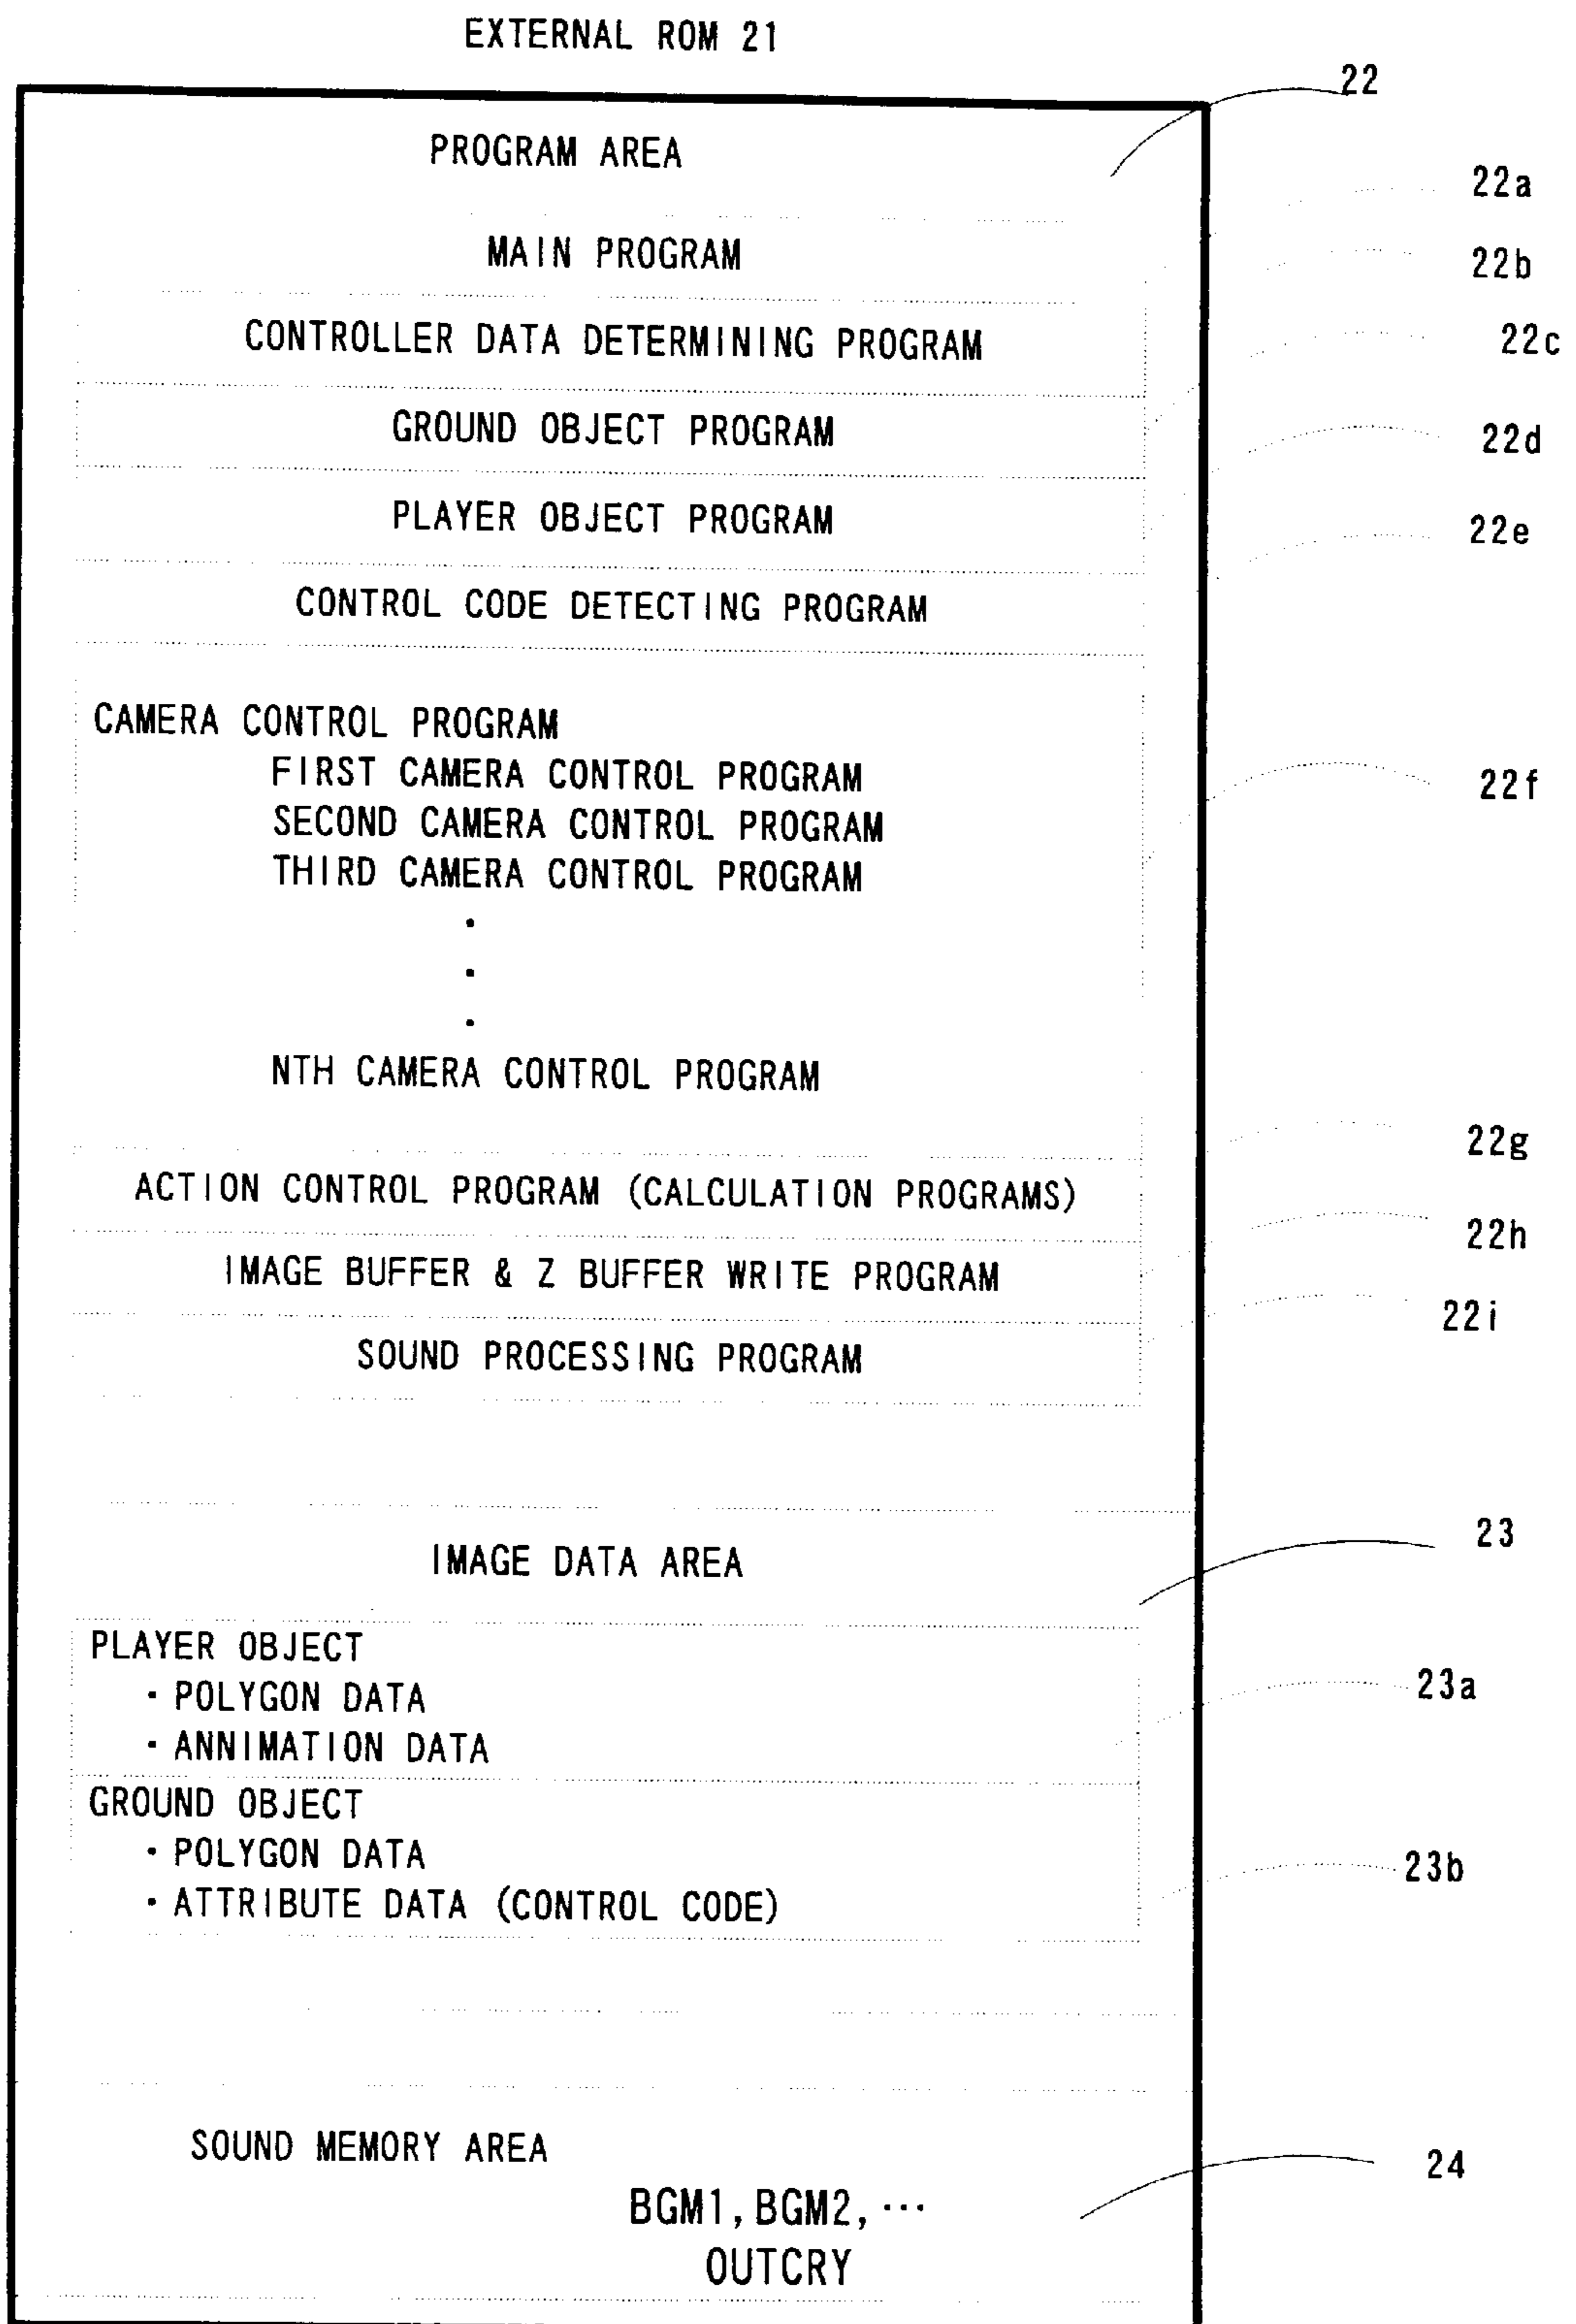 EXTERNAL ROM 21
22
PROGRAM AREA
22a
MAIN PROGRAM
22b
CONTROLLER DATA DETERMINING PROGRAM
22c
GROUND OBJECT PROGRAM
22d
PLAYER OBJECT PROGRAM
22e
CONTROL CODE DETECTING PROGRAM
CAMERA CONTROL PROGRAM
FIRST CAMERA CONTROL PROGRAM
22f
SECOND CAMERA CONTROL PROGRAM
THIRD CAMERA CONTROL PROGRAM
.
.
.
NTH CAMERA CONTROL PROGRAM
22g
ACTION CONTROL PROGRAM (CALCULATION PROGRAMS)
22h
IMAGE BUFFER & Z BUFFER WRITE PROGRAM
22i
SOUND PROCESSING PROGRAM
23
IMAGE DATA AREA
PLAYER OBJECT
・POLYGON DATA
23a
・ANNIMATION DATA
GROUND OBJECT
・POLYGON DATA
23b
・ATTRIBUTE DATA (CONTROL CODE)
SOUND MEMORY AREA
24
BGM1, BGM2, ···
OUTCRY